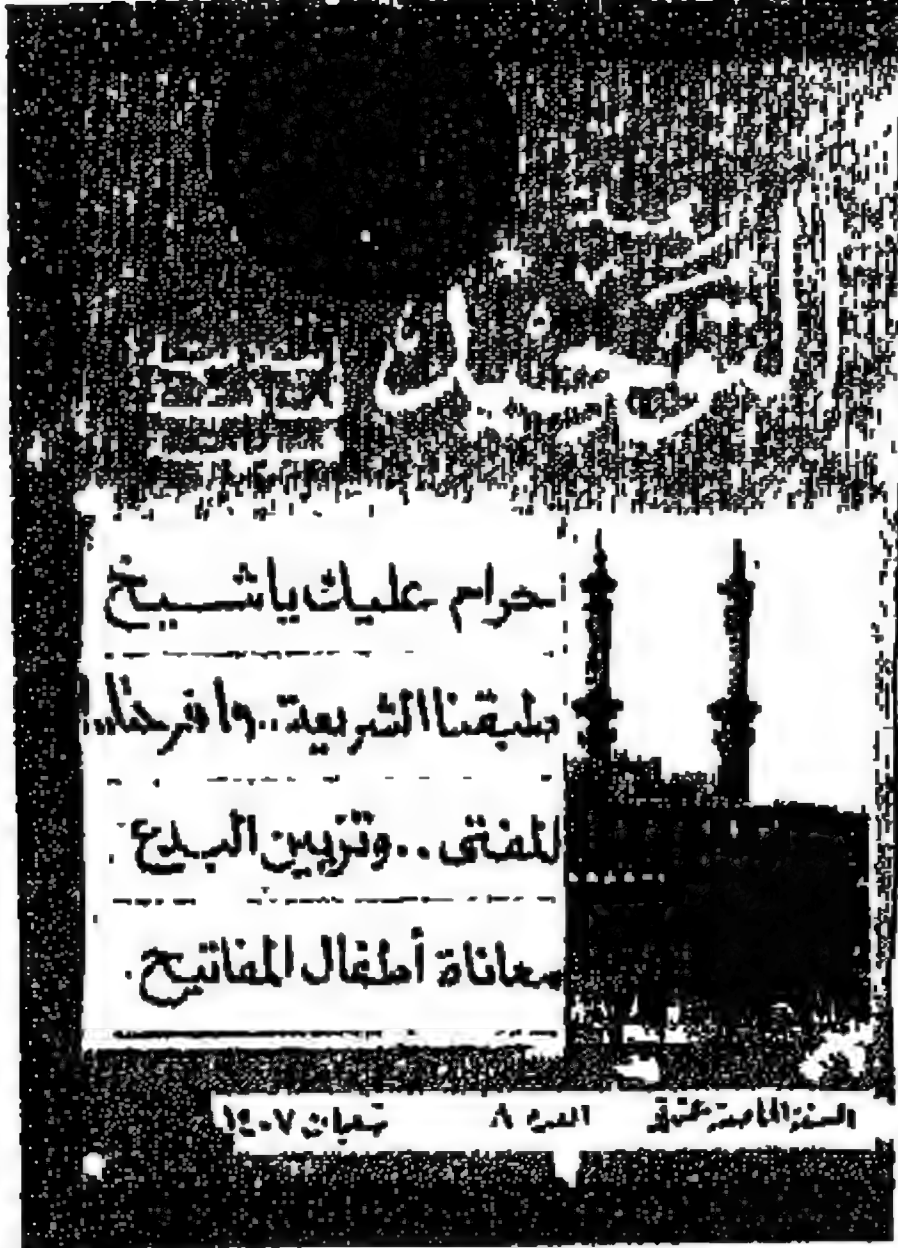 التوحيد
حرام عليك يا شيخ
طبقنا الشريعة.. وافرحتاه..!
المفتى.. وتزيين البدع.
معاناة أطفال المفاتيح.
السنة الخامسة عشرة العدد ٨ شعبان ١٤٠٧